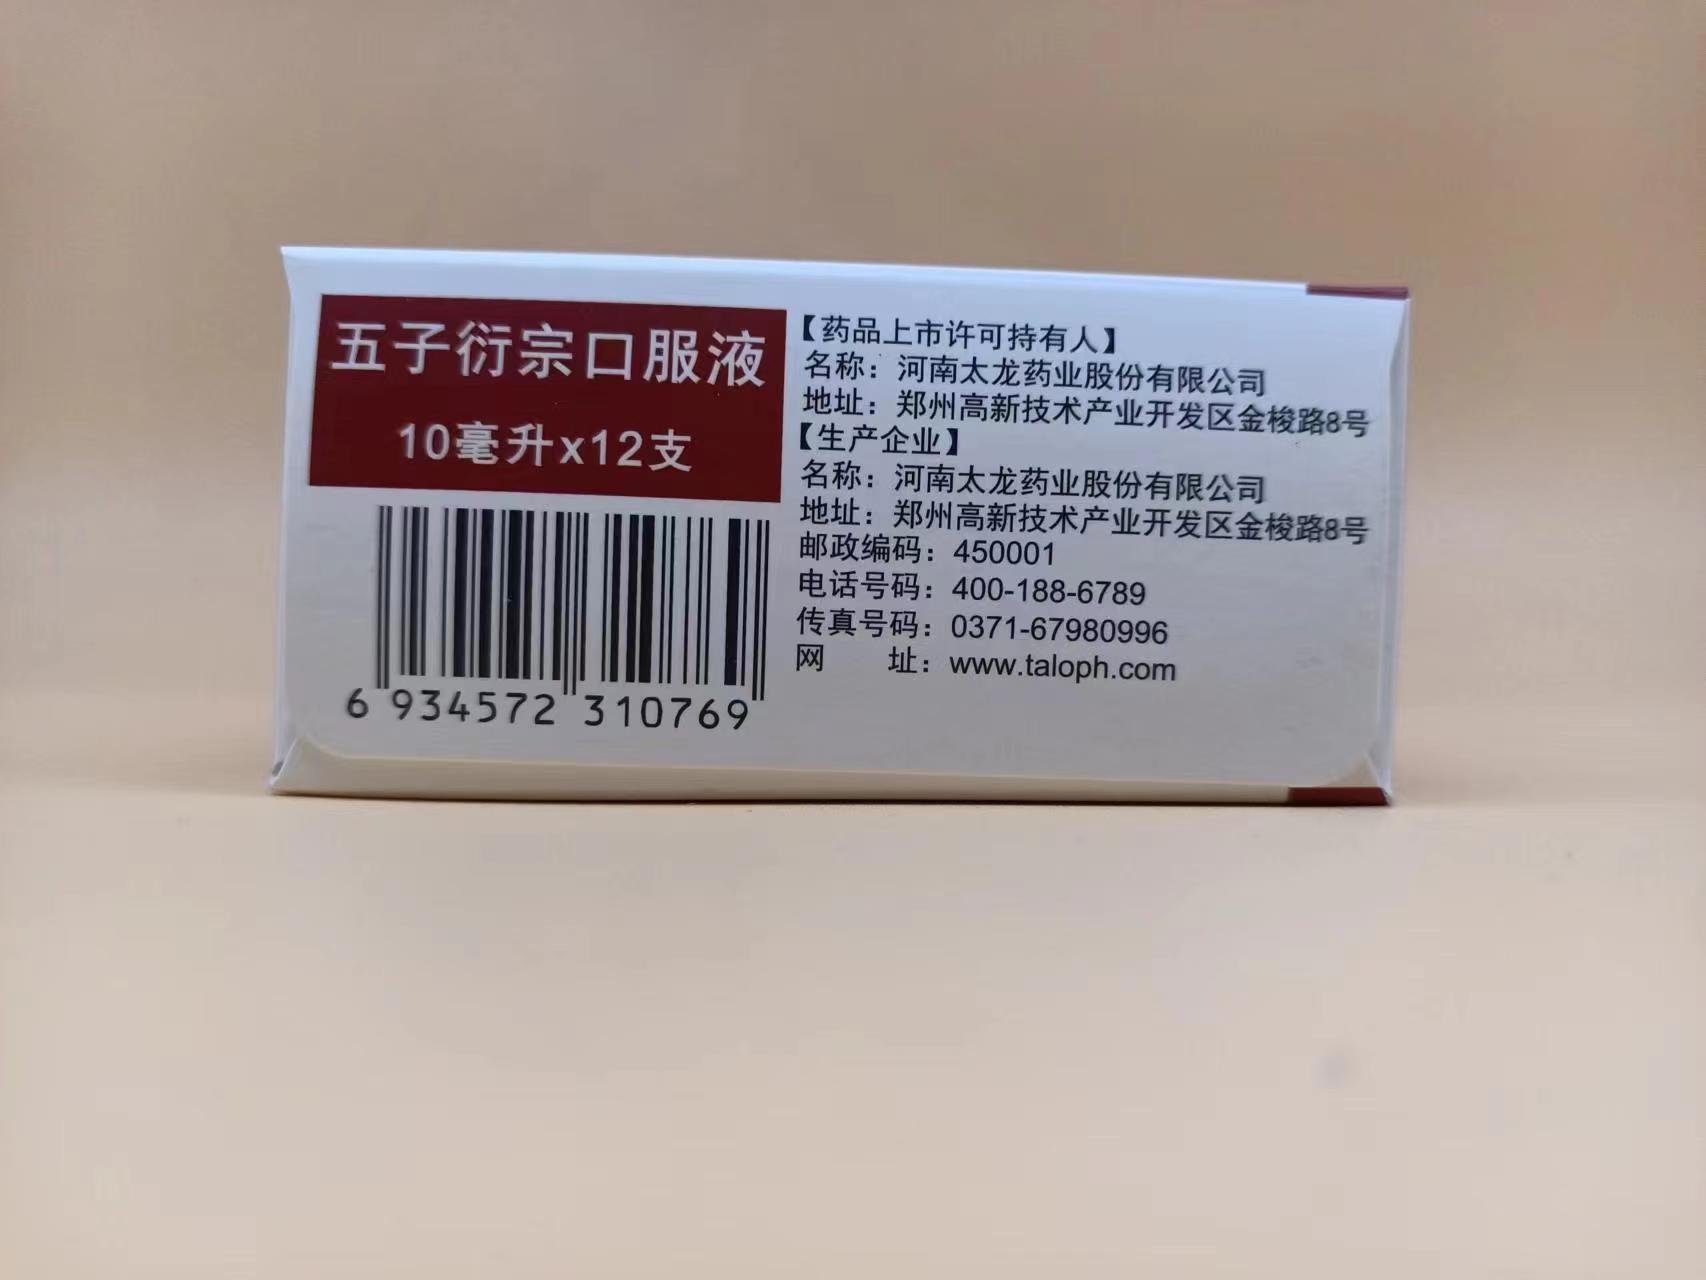 五子衍宗口服液
10毫升x12支
6 934572 310769
【药品上市许可持有人】
名称：河南太龙药业股份有限公司
地址：郑州高新技术产业开发区金梭路8号
【生产企业】
名称：河南太龙药业股份有限公司
地址：郑州高新技术产业开发区金梭路8号
邮政编码：450001
电话号码：400-188-6789
传真号码：0371-67980996
网　　址：www.taloph.com